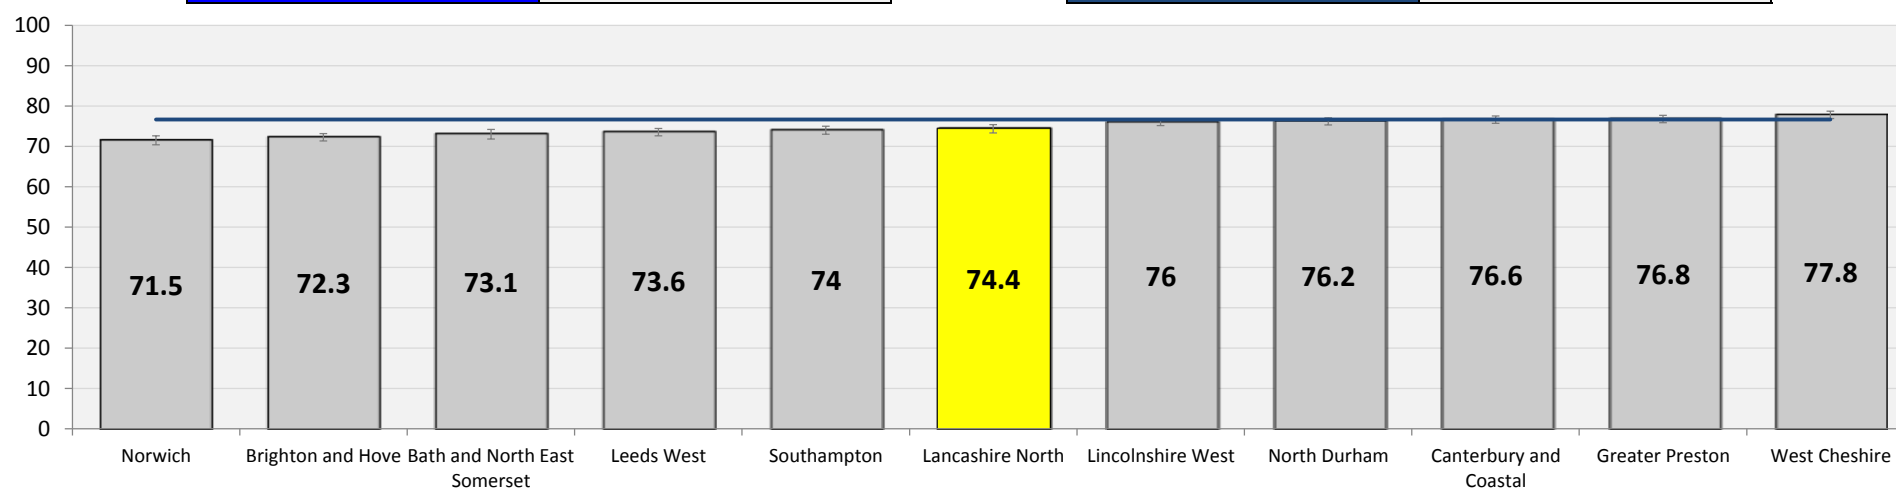 100
90
80
70
60
50
40
30
20
10
0
71.5
72.3
73.1
73.6
74
74.4
76
76.2
76.6
76.8
77.8
Norwich
Brighton and Hove
Bath and North East
Somerset
Leeds West
Southampton
Lancashire North
Lincolnshire West
North Durham
Canterbury and
Coastal
Greater Preston
West Cheshire